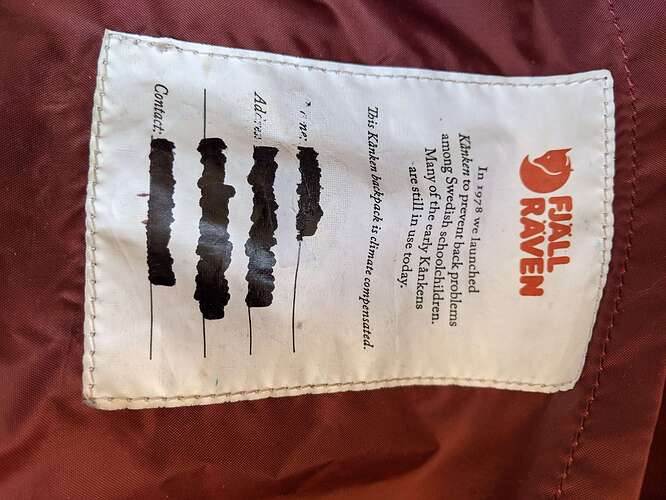 FJÄLL
RÄVEN
In 1978 we launched
Kånken to prevent back problems
among Swedish schoolchildren.
Many of the early Kånkens
are still in use today.
This Kånken backpack is climate compensated.
Contact: